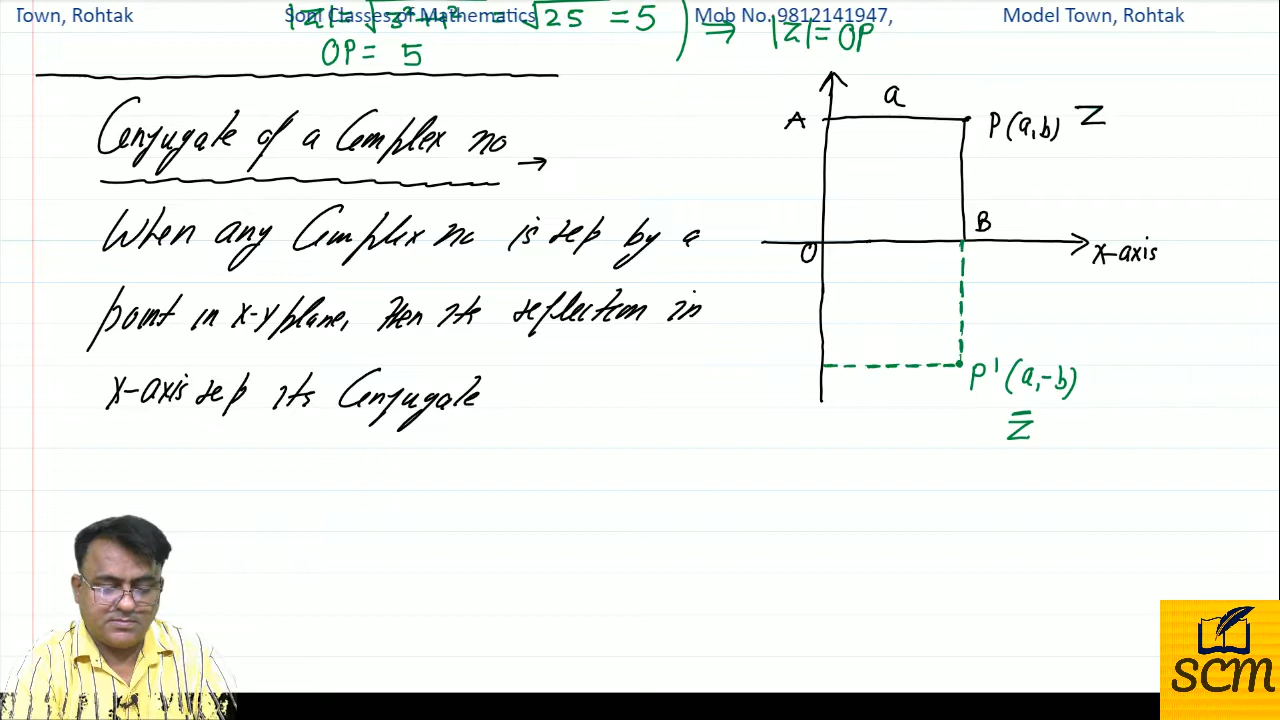 Town, Rohtak Soni Classes of Mathematics Mob No. 9812141947, Model Town, Rohtak
|z| = √3²+4² = √25 = 5 ) ⇒ |z| = OP
OP = 5
Conjugate of a Complex no →
When any Complex no is rep by a
point in x-y plane, then its reflection in
x-axis rep its Conjugate
a
A P(a,b) Z
B
O x-axis
P'(a,-b)
z̄
SCM